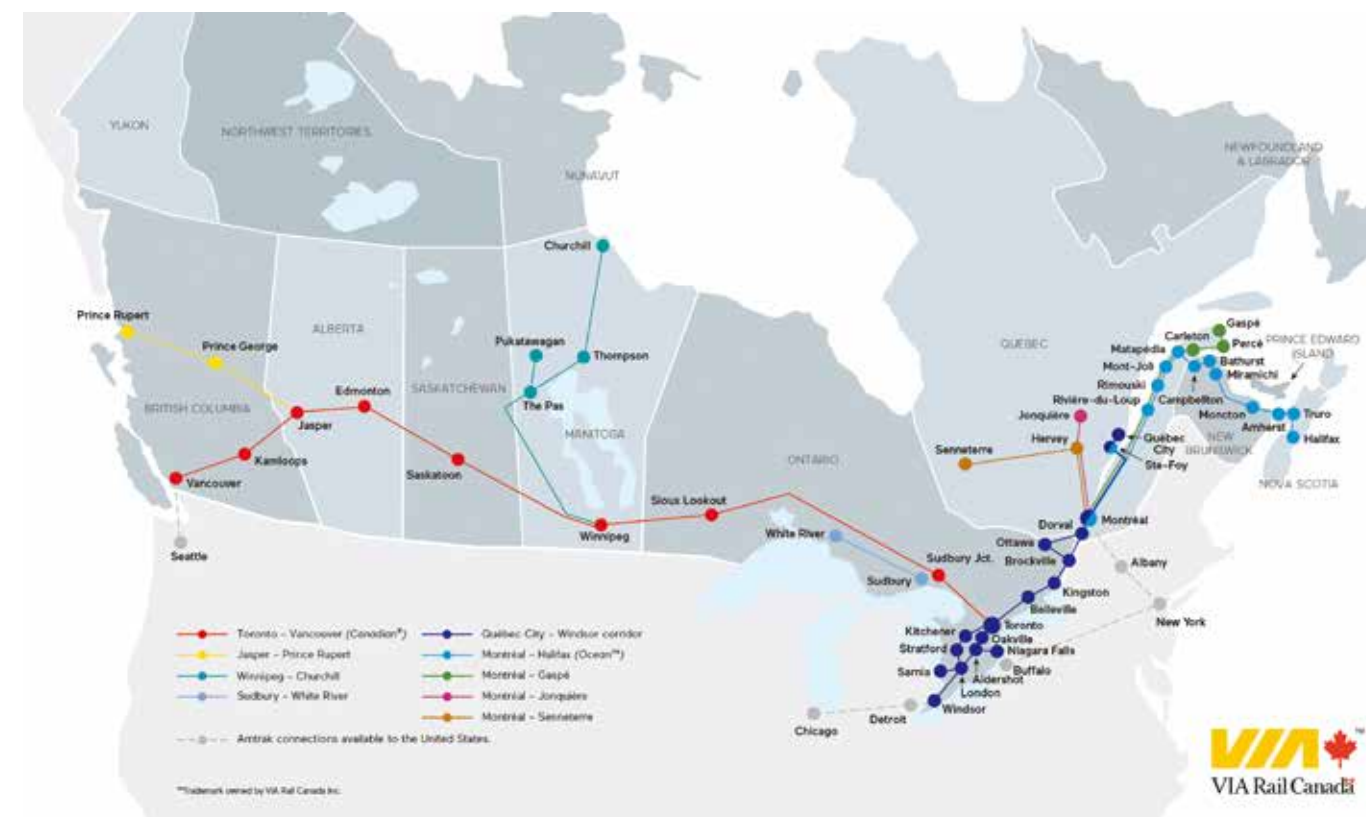 YUKON
NORTHWEST TERRITORIES
NUNAVUT
NEWFOUNDLAND
& LABRADOR
Churchill
Prince Rupert
Prince George
ALBERTA
Pukatawagan
Thompson
QUEBEC
Gaspé
Carleton
Percé
PRINCE EDWARD
ISLAND
Matapédia
Bathurst
Mont-Joli
Miramichi
Edmonton
SASKATCHEWAN
The Pas
Rimouski
Rivière-du-Loup
Campbellton
BRITISH COLUMBIA
Jasper
MANITOBA
Jonquière
Moncton
Truro
Amherst
Hervey
Halifax
Québec
City
NEW
BRUNSWICK
Senneterre
Ste-Foy
Kamloops
Saskatoon
ONTARIO
Vancouver
NOVA SCOTIA
Sioux Lookout
Winnipeg
Dorval
Montréal
White River
Ottawa
Seattle
Sudbury Jct.
Brockville
Albany
Sudbury
Kingston
Belleville
New York
Toronto
Kitchener
Oakville
Stratford
Niagara Falls
Buffalo
Sarnia
Aldershot
London
Windsor
Detroit
Chicago
Toronto – Vancouver (Canadian®)
Jasper – Prince Rupert
Winnipeg – Churchill
Sudbury – White River
Québec City – Windsor corridor
Montréal – Halifax (Ocean™)
Montréal – Gaspé
Montréal – Jonquière
Montréal – Senneterre
Amtrak connections available to the United States.
™Trademark owned by VIA Rail Canada Inc.
VIA™
VIA Rail Canada